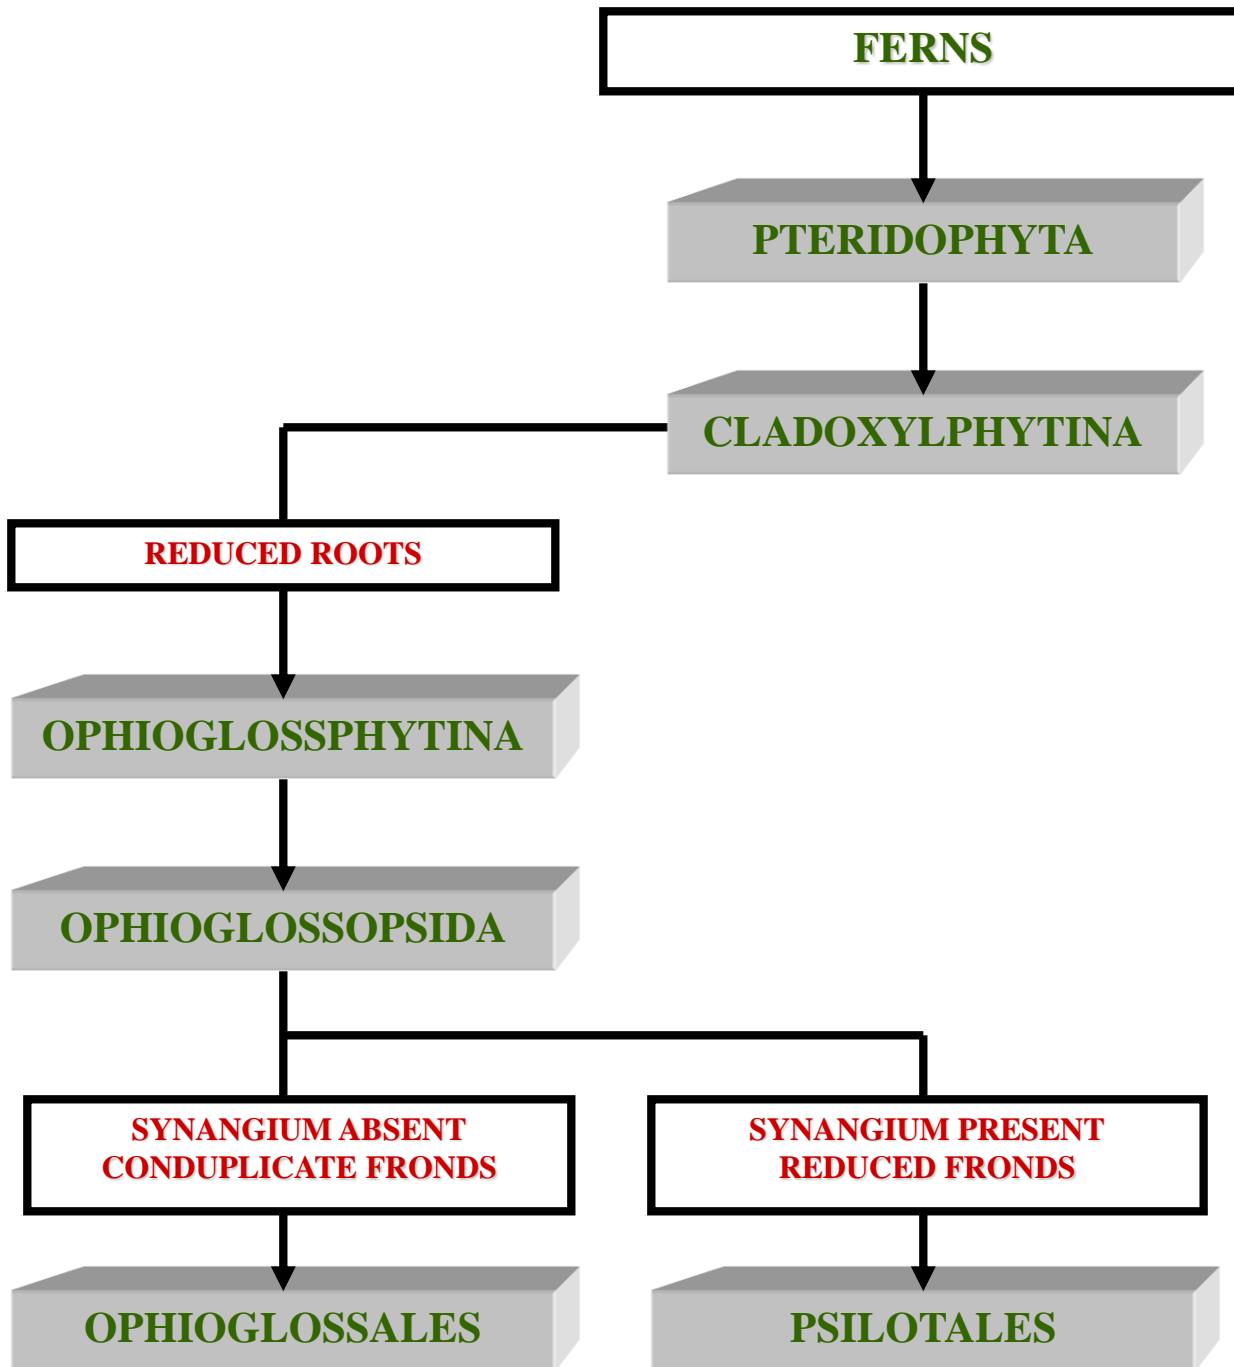 FERNS
PTERIDOPHYTA
CLADOXYLPHYTINA
REDUCED ROOTS
OPHIOGLOSSPHYTINA
OPHIOGLOSSOPSIDA
SYNANGIUM ABSENT
CONDUPLICATE FRONDS
SYNANGIUM PRESENT
REDUCED FRONDS
OPHIOGLOSSALES
PSILOTALES